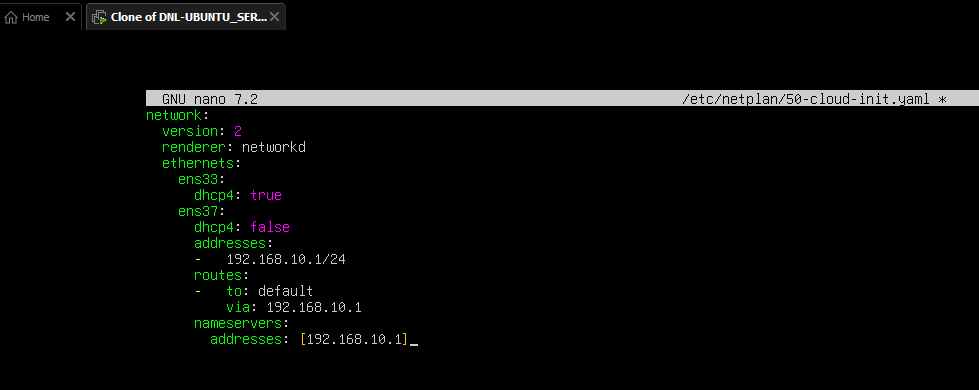 Home
Clone of DNL-UBUNTU_SER...
GNU nano 7.2 /etc/netplan/50-cloud-init.yaml *
network:
  version: 2
  renderer: networkd
  ethernets:
    ens33:
      dhcp4: true
    ens37:
      dhcp4: false
      addresses:
      -   192.168.10.1/24
      routes:
      -   to: default
          via: 192.168.10.1
      nameservers:
        addresses: [192.168.10.1]